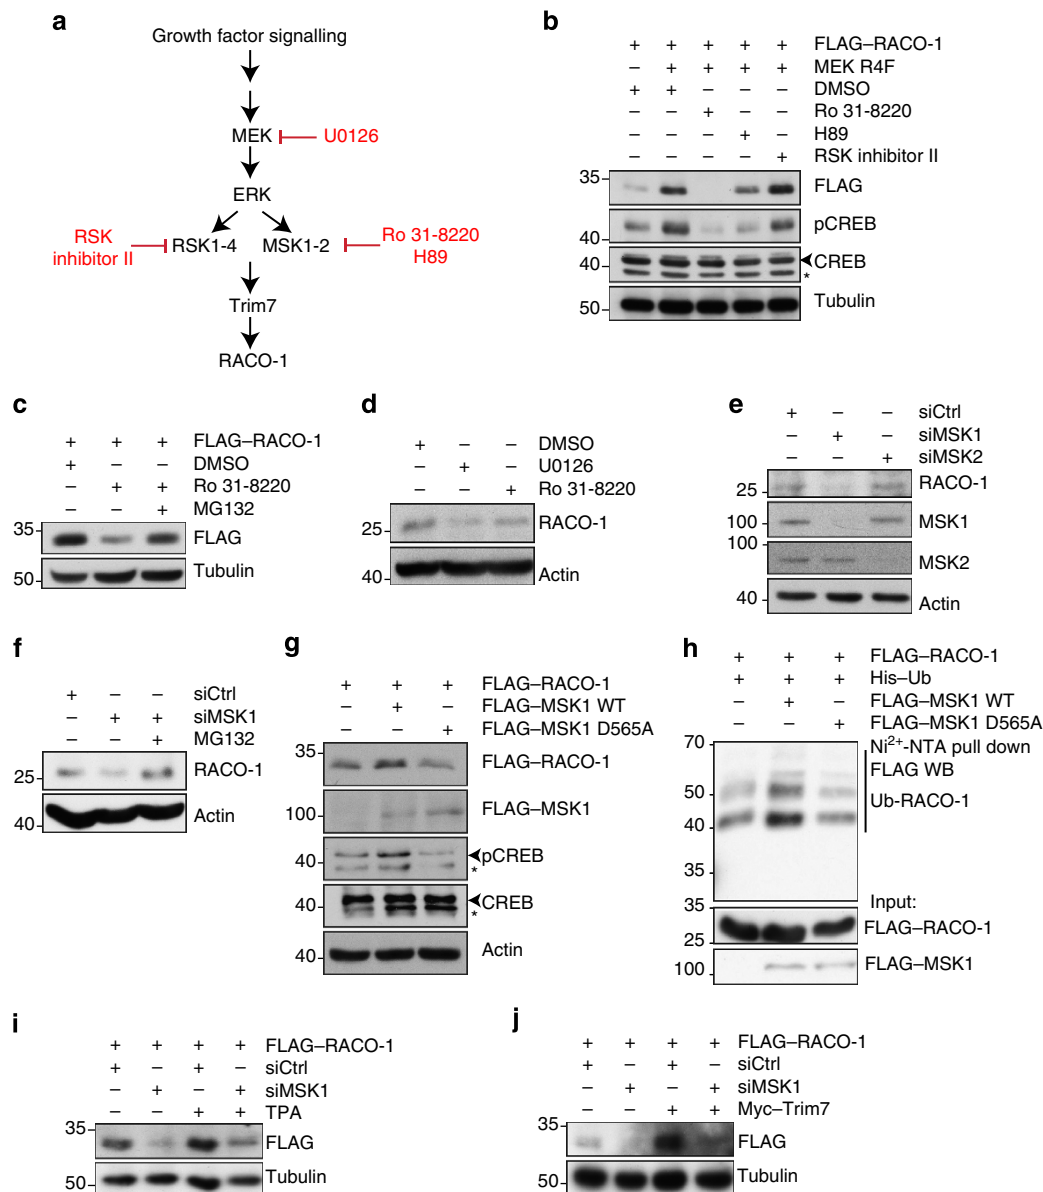 a
Growth factor signalling
MEK
U0126
ERK
RSK
inhibitor II
RSK1-4
MSK1-2
Ro 31-8220
H89
Trim7
RACO-1
b
+ + + + + FLAG–RACO-1
– + + + + MEK R4F
+ + – – – DMSO
– – + – – Ro 31-8220
– – – + – H89
– – – – + RSK inhibitor II
35 FLAG
pCREB
40
40 CREB
*
50 Tubulin
c
+ + + FLAG–RACO-1
+ – – DMSO
– + + Ro 31-8220
– – + MG132
35 FLAG
50 Tubulin
d
+ – – DMSO
– + – U0126
– – + Ro 31-8220
25 RACO-1
40 Actin
e
+ – – siCtrl
– + – siMSK1
– – + siMSK2
25 RACO-1
100 MSK1
100 MSK2
40 Actin
f
+ – – siCtrl
– + + siMSK1
– – + MG132
25 RACO-1
40 Actin
g
+ + + FLAG–RACO-1
– + – FLAG–MSK1 WT
– – + FLAG–MSK1 D565A
35 FLAG–RACO-1
100 FLAG–MSK1
40 pCREB
*
40 CREB
*
40 Actin
h
+ + + FLAG–RACO-1
+ + + His–Ub
– + – FLAG–MSK1 WT
– – + FLAG–MSK1 D565A
70 Ni2+-NTA pull down
FLAG WB
50 Ub-RACO-1
40
35
Input:
35
25 FLAG–RACO-1
100 FLAG–MSK1
i
+ + + + FLAG–RACO-1
+ – + – siCtrl
– + – + siMSK1
– – + + TPA
35 FLAG
50 Tubulin
j
+ + + + FLAG–RACO-1
+ – + – siCtrl
– + – + siMSK1
– – + + Myc–Trim7
35 FLAG
50 Tubulin